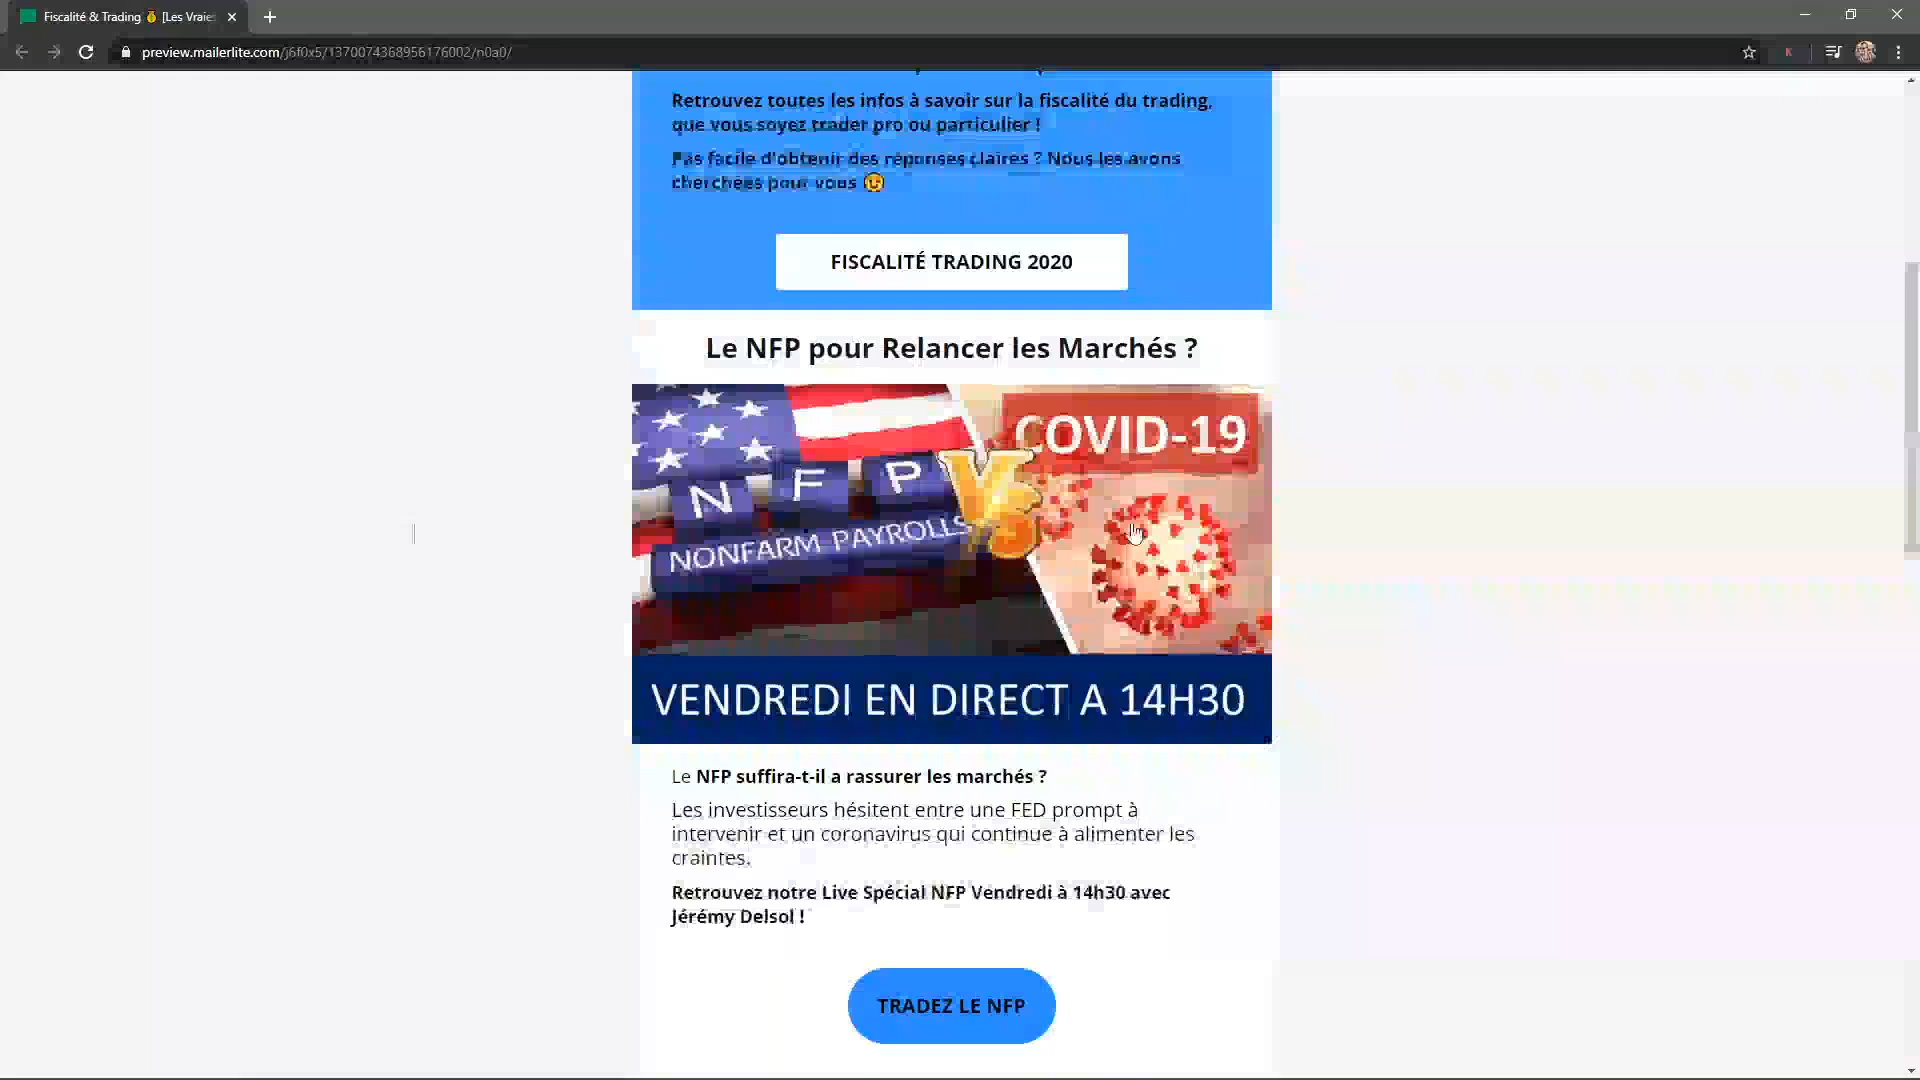 Fiscalité & Trading 💰 [Les Vraies
preview.mailerlite.com/j6f0x5/1370074368956176002/n0a0/
Retrouvez toutes les infos à savoir sur la fiscalité du trading,
que vous soyez trader pro ou particulier !
Pas facile d'obtenir des réponses claires ? Nous les avons
cherchées pour vous 😉
FISCALITÉ TRADING 2020
Le NFP pour Relancer les Marchés ?
COVID-19
N F P
VS
NONFARM PAYROLLS
VENDREDI EN DIRECT A 14H30
Le NFP suffira-t-il a rassurer les marchés ?
Les investisseurs hésitent entre une FED prompt à
intervenir et un coronavirus qui continue à alimenter les
craintes.
Retrouvez notre Live Spécial NFP Vendredi à 14h30 avec
Jérémy Delsol !
TRADEZ LE NFP